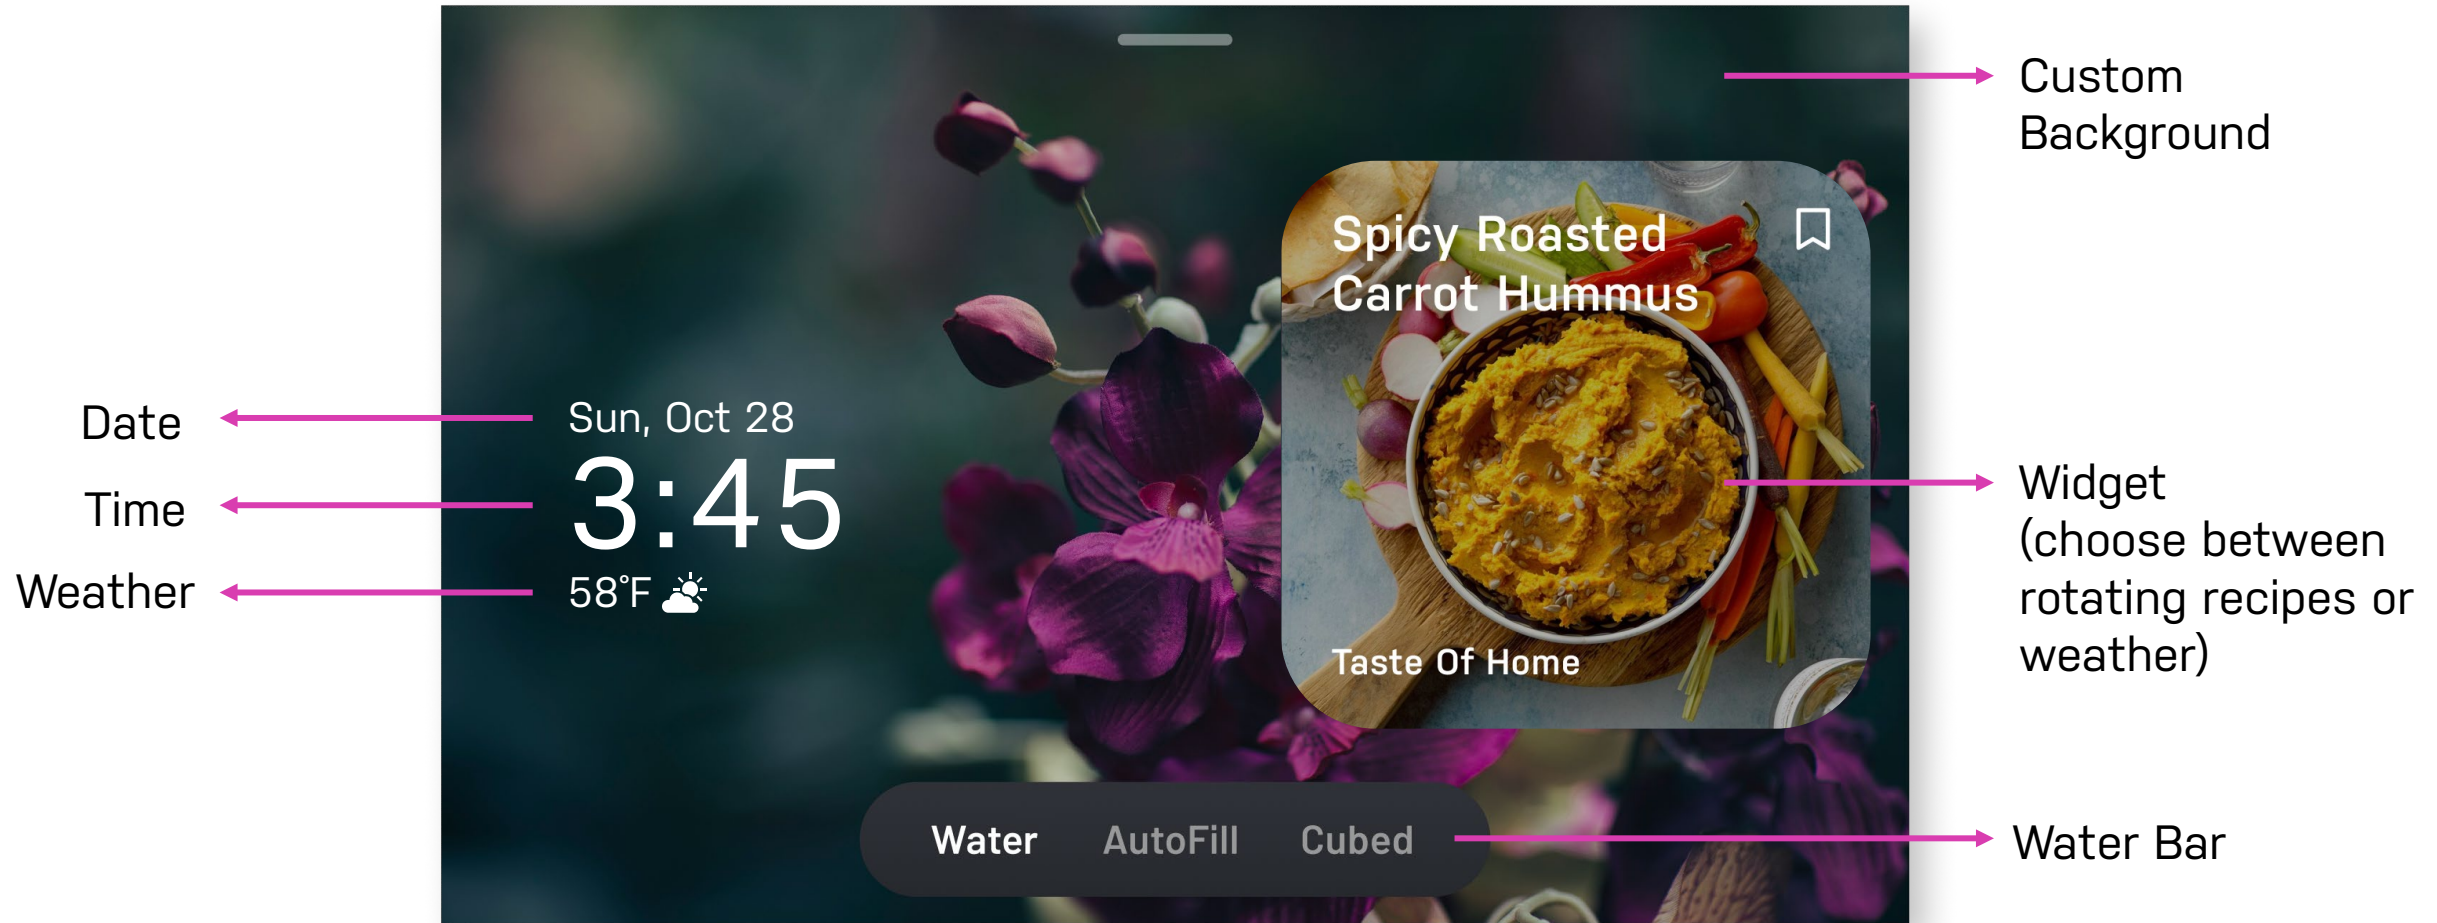 Custom
Background
Spicy Roasted
Carrot Hummus
Date
Sun, Oct 28
Time
3:45
Weather
58°F
Widget
(choose between
rotating recipes or
weather)
Taste Of Home
Water AutoFill Cubed
Water Bar